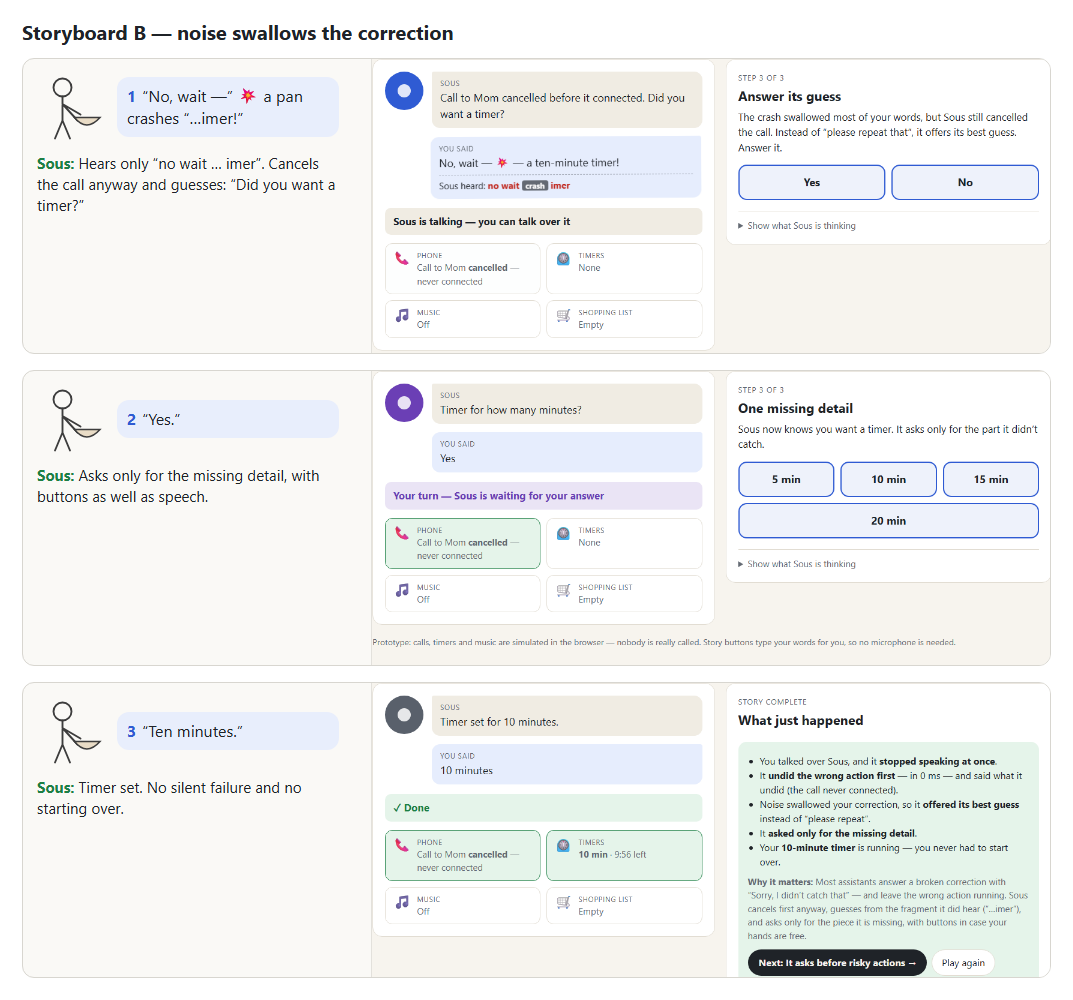 Storyboard B — noise swallows the correction
1 “No, wait —” 💥 a pan
crashes “...imer!”
Sous: Hears only “no wait ... imer”. Cancels
the call anyway and guesses: “Did you want a
timer?”
SOUS
Call to Mom cancelled before it connected. Did you
want a timer?
YOU SAID
No, wait — 💥 — a ten-minute timer!
Sous heard: no wait crash imer
Sous is talking — you can talk over it
PHONE
Call to Mom cancelled —
never connected
TIMERS
None
MUSIC
Off
SHOPPING LIST
Empty
STEP 3 OF 3
Answer its guess
The crash swallowed most of your words, but Sous still cancelled
the call. Instead of “please repeat that”, it offers its best guess.
Answer it.
Yes
No
▶ Show what Sous is thinking
2 “Yes.”
Sous: Asks only for the missing detail, with
buttons as well as speech.
SOUS
Timer for how many minutes?
YOU SAID
Yes
Your turn — Sous is waiting for your answer
PHONE
Call to Mom cancelled —
never connected
TIMERS
None
MUSIC
Off
SHOPPING LIST
Empty
STEP 3 OF 3
One missing detail
Sous now knows you want a timer. It asks only for the part it didn’t
catch.
5 min
10 min
15 min
20 min
▶ Show what Sous is thinking
Prototype: calls, timers and music are simulated in the browser — nobody is really called. Story buttons type your words for you, so no microphone is needed.
3 “Ten minutes.”
Sous: Timer set. No silent failure and no
starting over.
SOUS
Timer set for 10 minutes.
YOU SAID
10 minutes
✓ Done
PHONE
Call to Mom cancelled —
never connected
TIMERS
10 min · 9:56 left
MUSIC
Off
SHOPPING LIST
Empty
STORY COMPLETE
What just happened
• You talked over Sous, and it stopped speaking at once.
• It undid the wrong action first — in 0 ms — and said what it
undid (the call never connected).
• Noise swallowed your correction, so it offered its best guess
instead of “please repeat”.
• It asked only for the missing detail.
• Your 10-minute timer is running — you never had to start
over.
Why it matters: Most assistants answer a broken correction with
“Sorry, I didn’t catch that” — and leave the wrong action running. Sous
cancels first anyway, guesses from the fragment it did hear (“...imer”),
and asks only for the piece it is missing, with buttons in case your
hands are free.
Next: It asks before risky actions →
Play again